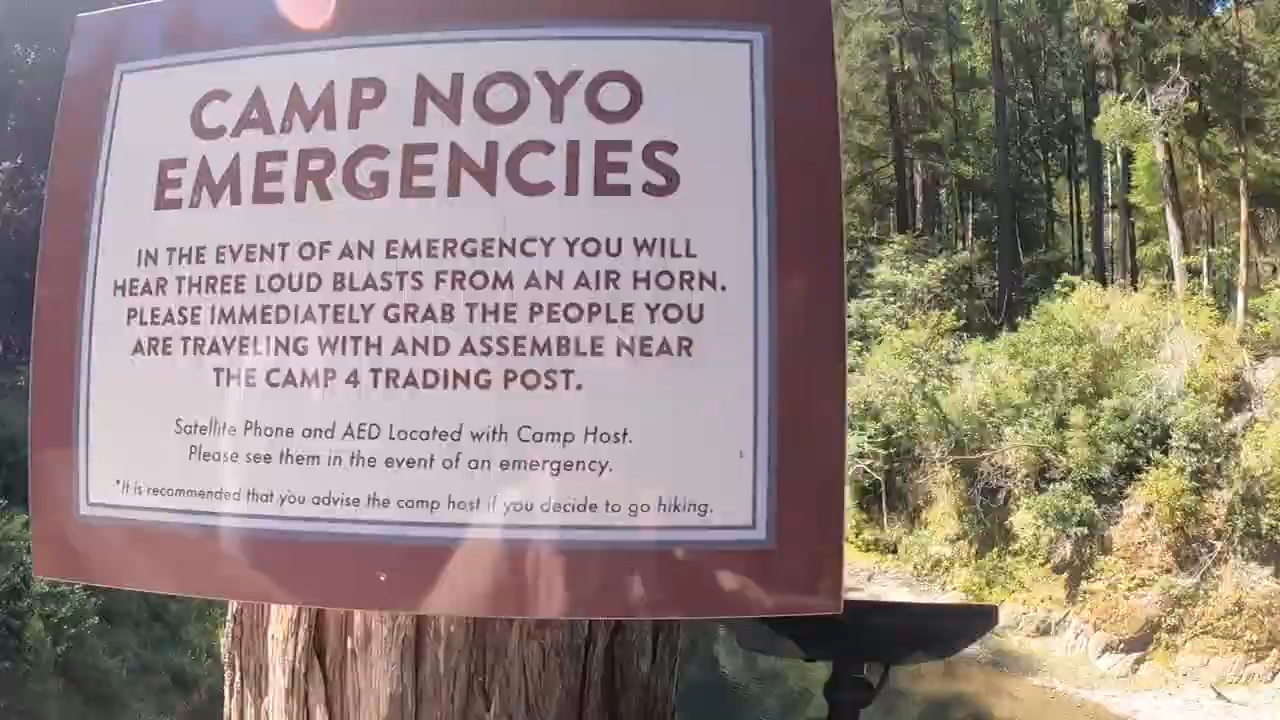 CAMP NOYO
EMERGENCIES
IN THE EVENT OF AN EMERGENCY YOU WILL
HEAR THREE LOUD BLASTS FROM AN AIR HORN.
PLEASE IMMEDIATELY GRAB THE PEOPLE YOU
ARE TRAVELING WITH AND ASSEMBLE NEAR
THE CAMP 4 TRADING POST.
Satellite Phone and AED Located with Camp Host.
Please see them in the event of an emergency.
*It is recommended that you advise the camp host if you decide to go hiking.